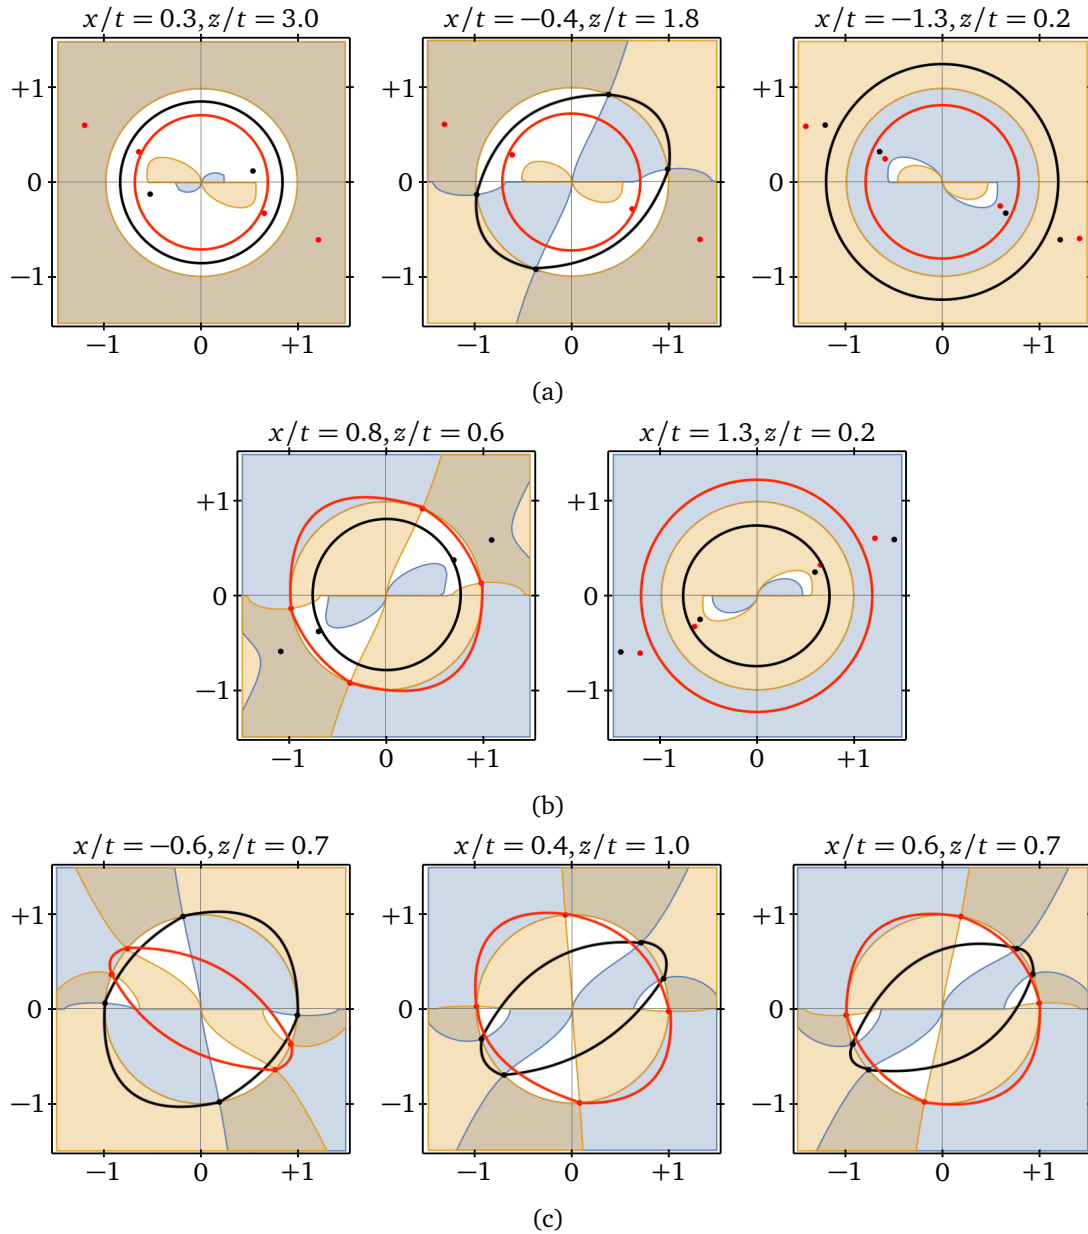 x/t = 0.3, z/t = 3.0
x/t = −0.4, z/t = 1.8
x/t = −1.3, z/t = 0.2
+1
0
−1
−1 0 +1
+1
0
−1
−1 0 +1
+1
0
−1
−1 0 +1
(a)
x/t = 0.8, z/t = 0.6
x/t = 1.3, z/t = 0.2
+1
0
−1
−1 0 +1
+1
0
−1
−1 0 +1
(b)
x/t = −0.6, z/t = 0.7
x/t = 0.4, z/t = 1.0
x/t = 0.6, z/t = 0.7
+1
0
−1
−1 0 +1
+1
0
−1
−1 0 +1
+1
0
−1
−1 0 +1
(c)